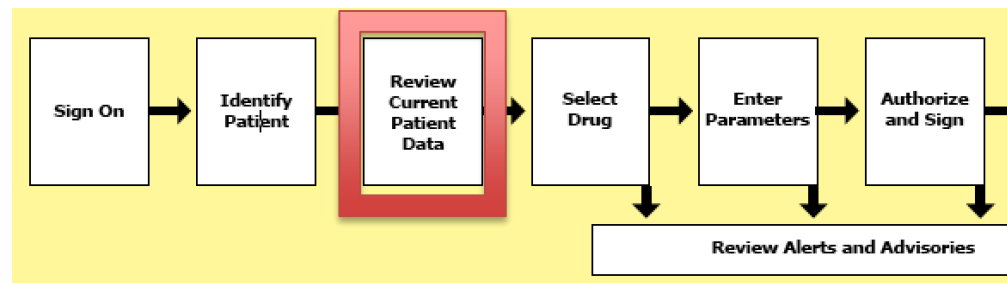 Sign On
Identify
Patient
Review
Current
Patient
Data
Select
Drug
Enter
Parameters
Authorize
and Sign
Review Alerts and Advisories